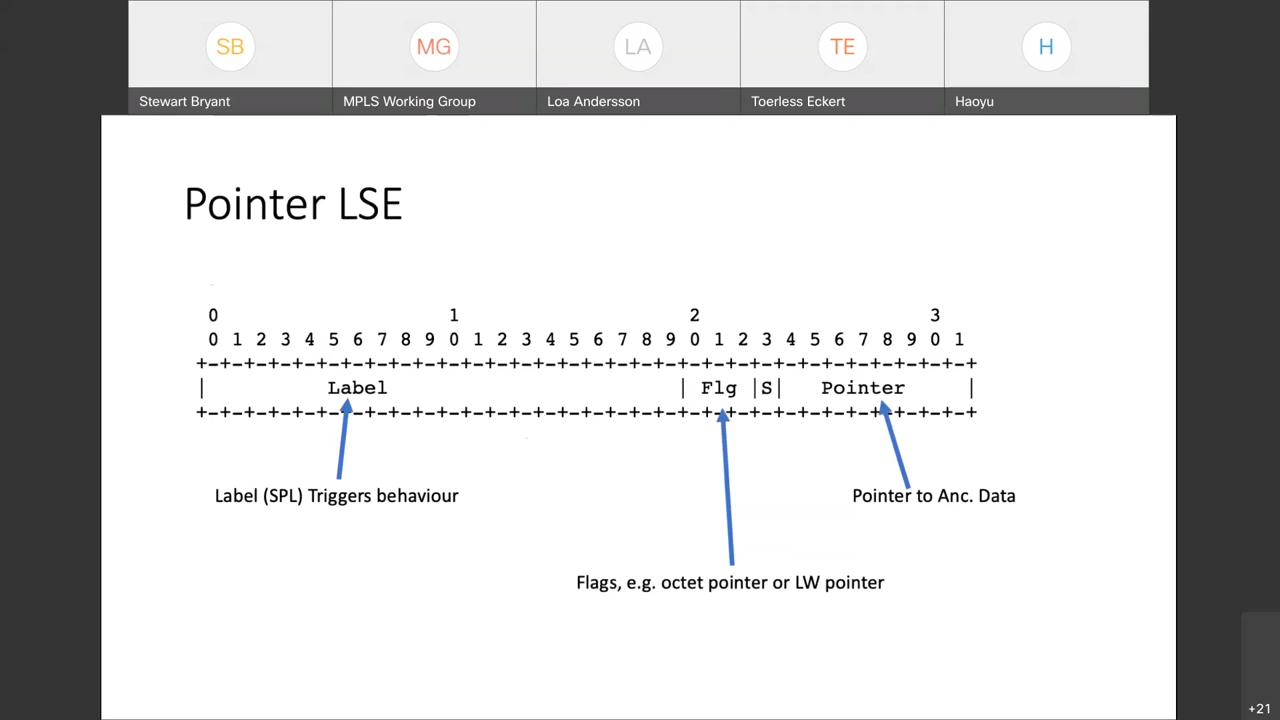 SB MG LA TE H
Stewart Bryant MPLS Working Group Loa Andersson Toerless Eckert Haoyu
Pointer LSE
0 1 2 3
0 1 2 3 4 5 6 7 8 9 0 1 2 3 4 5 6 7 8 9 0 1 2 3 4 5 6 7 8 9 0 1
+-+-+-+-+-+-+-+-+-+-+-+-+-+-+-+-+-+-+-+-+-+-+-+-+-+-+-+-+-+-+-+-+
| Label | Flg |S| Pointer |
+-+-+-+-+-+-+-+-+-+-+-+-+-+-+-+-+-+-+-+-+-+-+-+-+-+-+-+-+-+-+-+-+
Label (SPL) Triggers behaviour Pointer to Anc. Data
Flags, e.g. octet pointer or LW pointer
+21